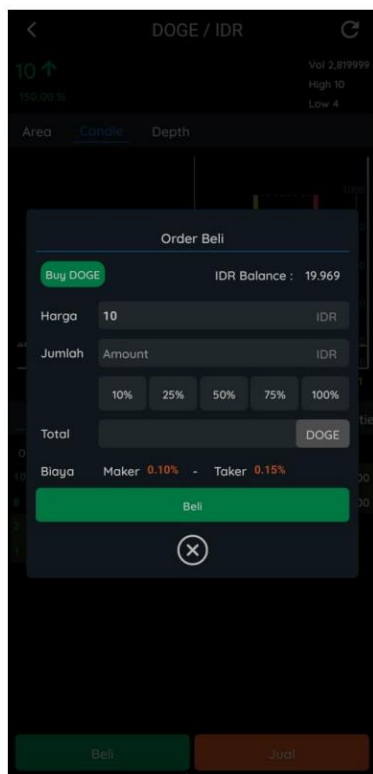 DOGE / IDR
10
150.00 %
Vol 2,819999
High 10
Low 4
Area Candle Depth
Order Beli
Buy DOGE IDR Balance : 19.969
Harga 10 IDR
Jumlah Amount IDR
10% 25% 50% 75% 100%
Total DOGE
Biaya Maker 0.10% - Taker 0.15%
Beli
Beli Jual